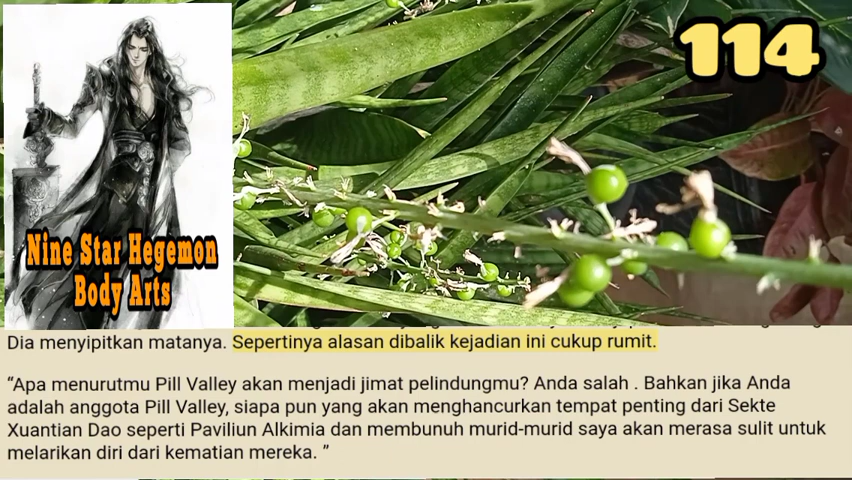 114
Nine Star Hegemon
Body Arts
Dia menyipitkan matanya. Sepertinya alasan dibalik kejadian ini cukup rumit.
“Apa menurutmu Pill Valley akan menjadi jimat pelindungmu? Anda salah . Bahkan jika Anda
adalah anggota Pill Valley, siapa pun yang akan menghancurkan tempat penting dari Sekte
Xuantian Dao seperti Paviliun Alkimia dan membunuh murid-murid saya akan merasa sulit untuk
melarikan diri dari kematian mereka. ”